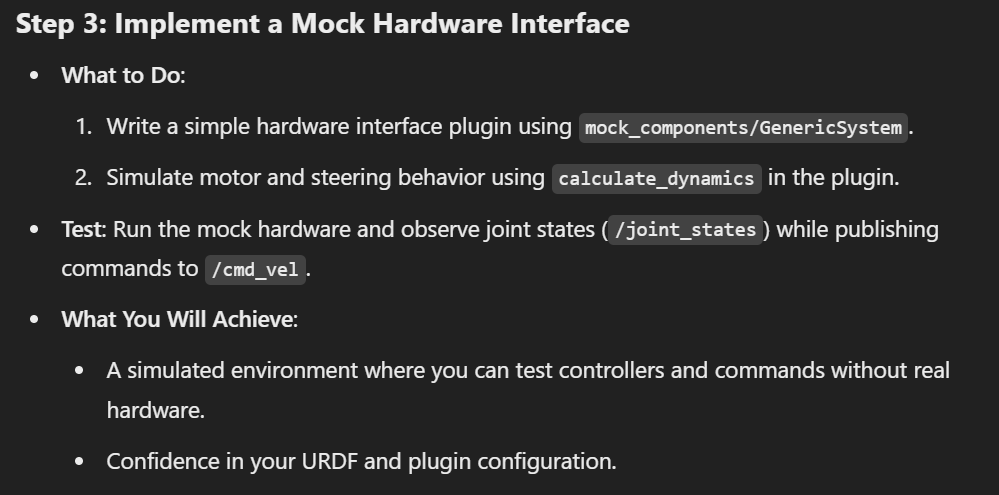 Step 3: Implement a Mock Hardware Interface
• What to Do:
1. Write a simple hardware interface plugin using mock_components/GenericSystem.
2. Simulate motor and steering behavior using calculate_dynamics in the plugin.
• Test: Run the mock hardware and observe joint states (/joint_states) while publishing
commands to /cmd_vel.
• What You Will Achieve:
• A simulated environment where you can test controllers and commands without real
hardware.
• Confidence in your URDF and plugin configuration.